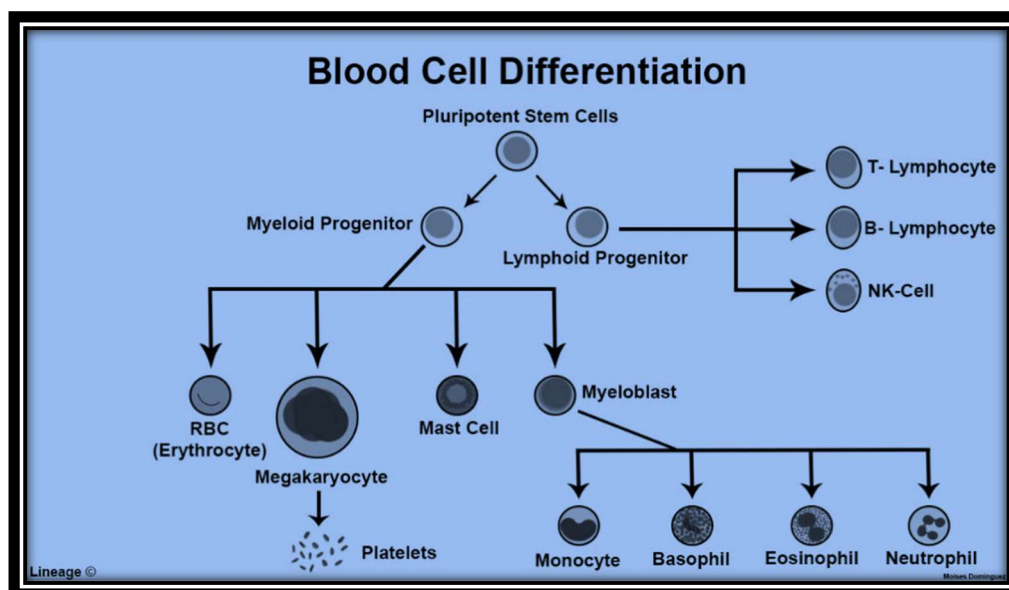 Blood Cell Differentiation
Pluripotent Stem Cells
Myeloid Progenitor
Lymphoid Progenitor
T- Lymphocyte
B- Lymphocyte
NK-Cell
RBC
(Erythrocyte)
Megakaryocyte
Mast Cell
Myeloblast
Platelets
Monocyte
Basophil
Eosinophil
Neutrophil
Lineage ©
Moises Dominguez